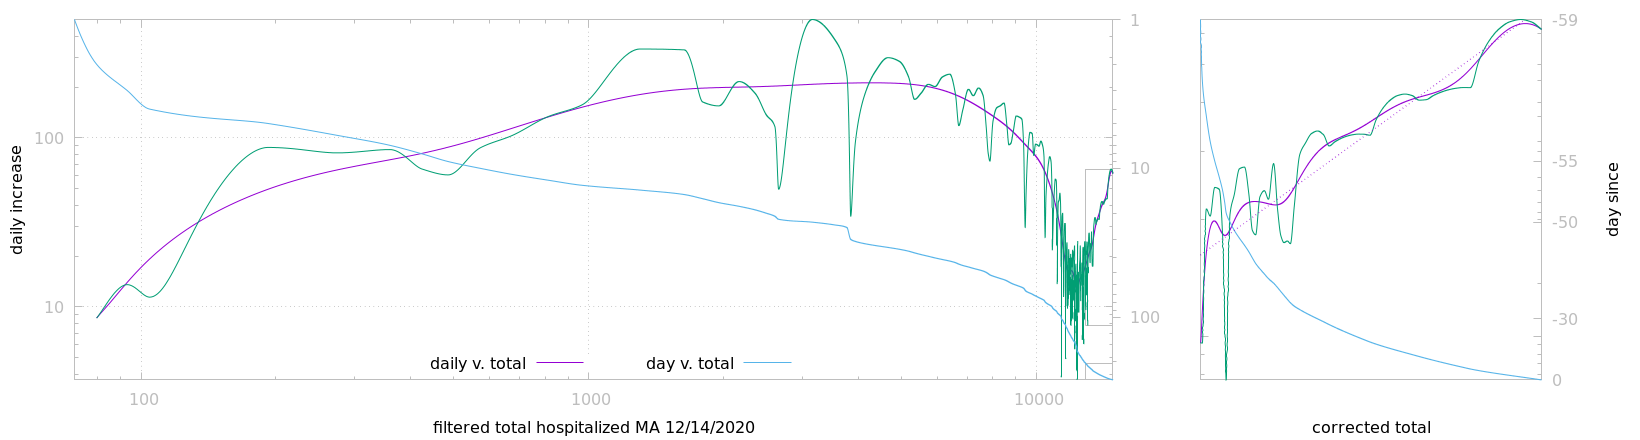 1
-59
100
10
-55
daily increase
day since
-50
10
100
-30
daily v. total
day v. total
0
100
1000
10000
filtered total hospitalized MA 12/14/2020
corrected total